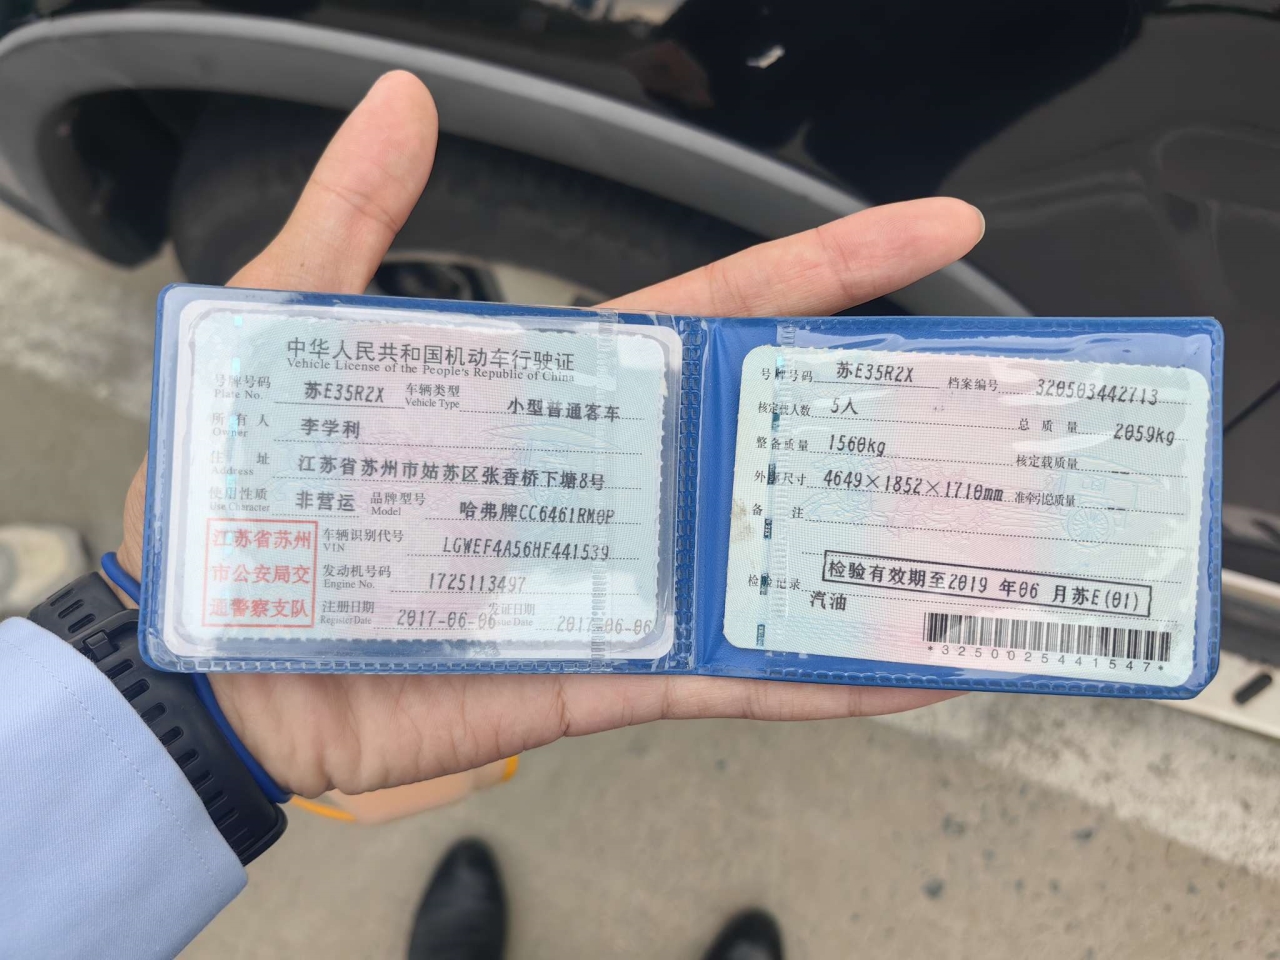 中华人民共和国机动车行驶证
Vehicle License of the People's Republic of China
号牌号码 苏E35R2X 车辆类型 小型普通客车
Plate No. Vehicle Type
所有人 李学利
Owner
住址 江苏省苏州市姑苏区张香桥下塘8号
Address
使用性质 非营运 品牌型号 哈弗牌CC6461RM0P
Use Character Model
江苏省苏州
市公安局交
通警察支队
车辆识别代号 LGWEF4A56HF441539
VIN
发动机号码 1725113497
Engine No.
注册日期 2017-06-06 发证日期 2017-06-06
Register Date Issue Date
号牌号码 苏E35R2X 档案编号 320503442713
核定载人数 5人 总质量 2059kg
整备质量 1560kg 核定载质量 --
外廓尺寸 4649×1852×1710mm 准牵引总质量 --
备注
检验有效期至2019年06月苏E(01)
检验记录
汽油
*3250025441547*